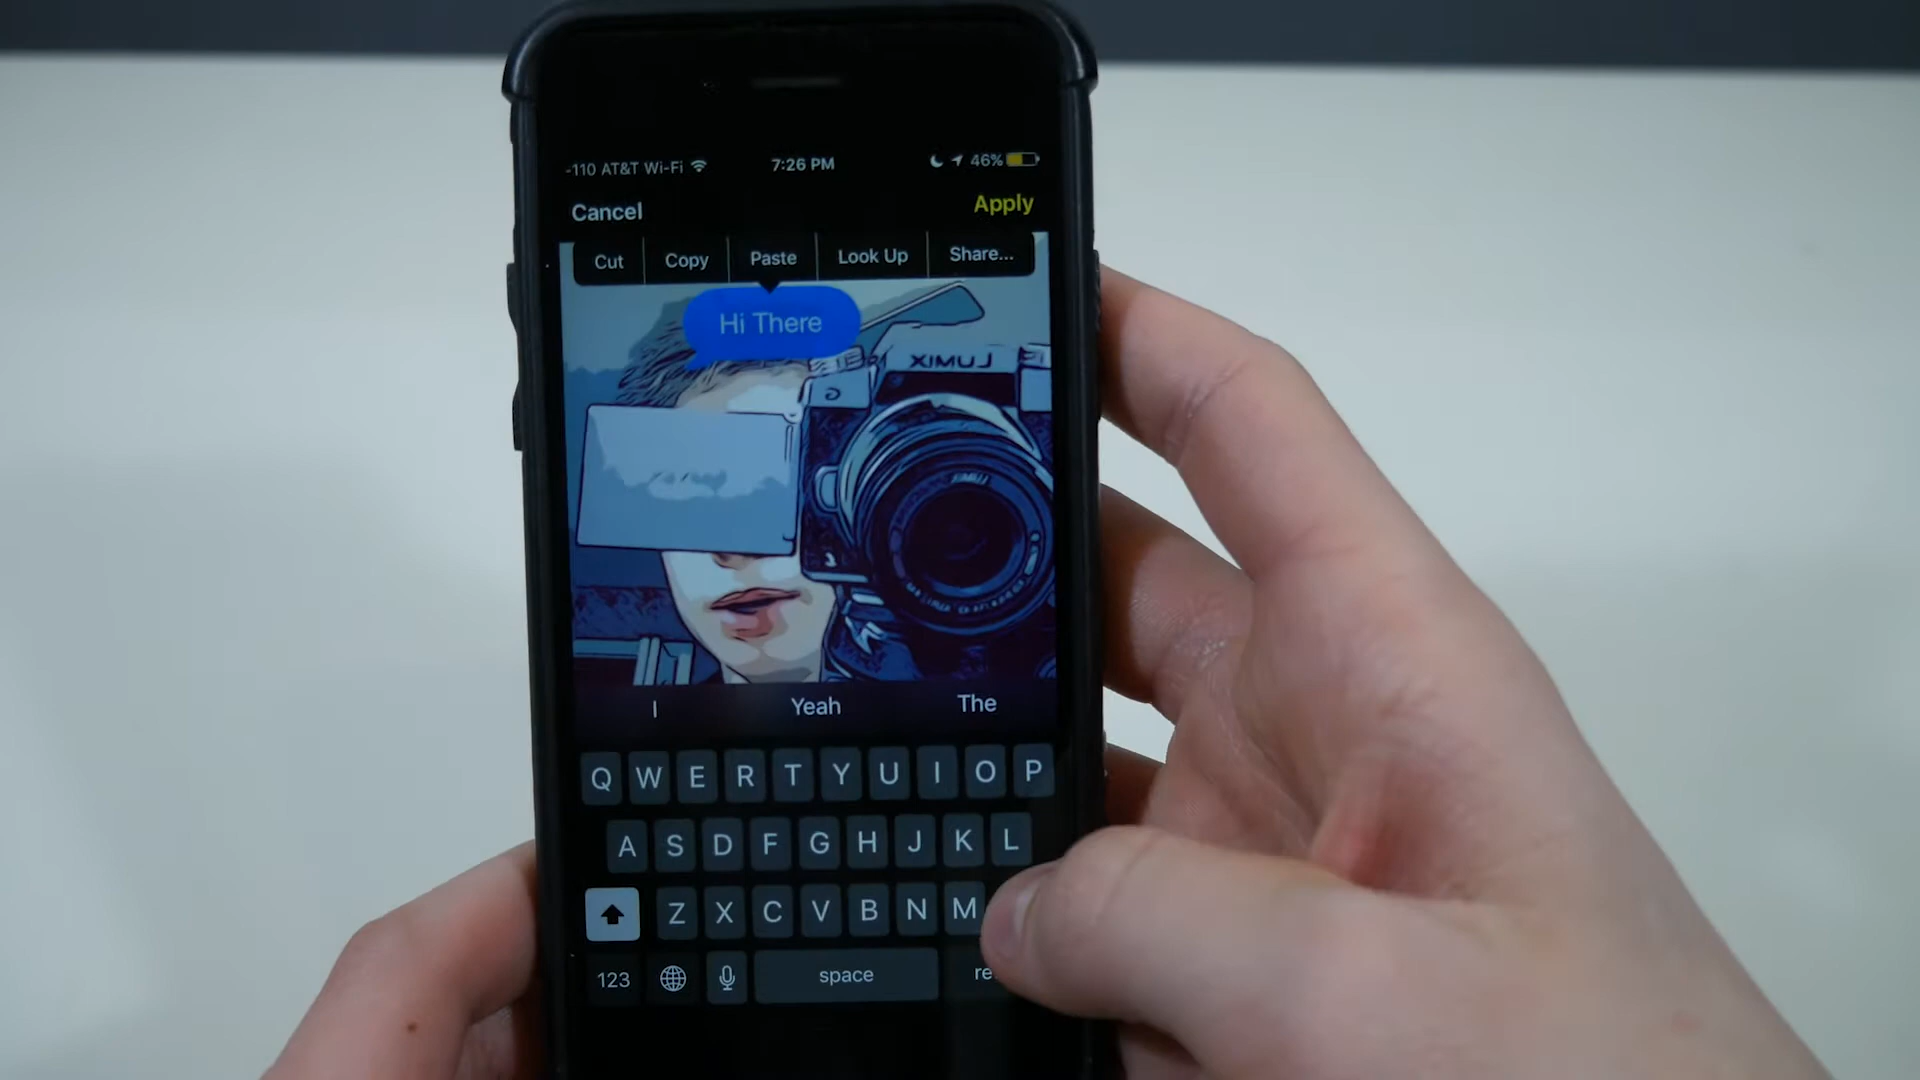 -110 AT&T Wi-Fi 7:26 PM 46%
Cancel Apply
Cut Copy Paste Look Up Share...
Hi There
LUMIX
I Yeah The
Q W E R T Y U I O P
A S D F G H J K L
Z X C V B N M
123 space re